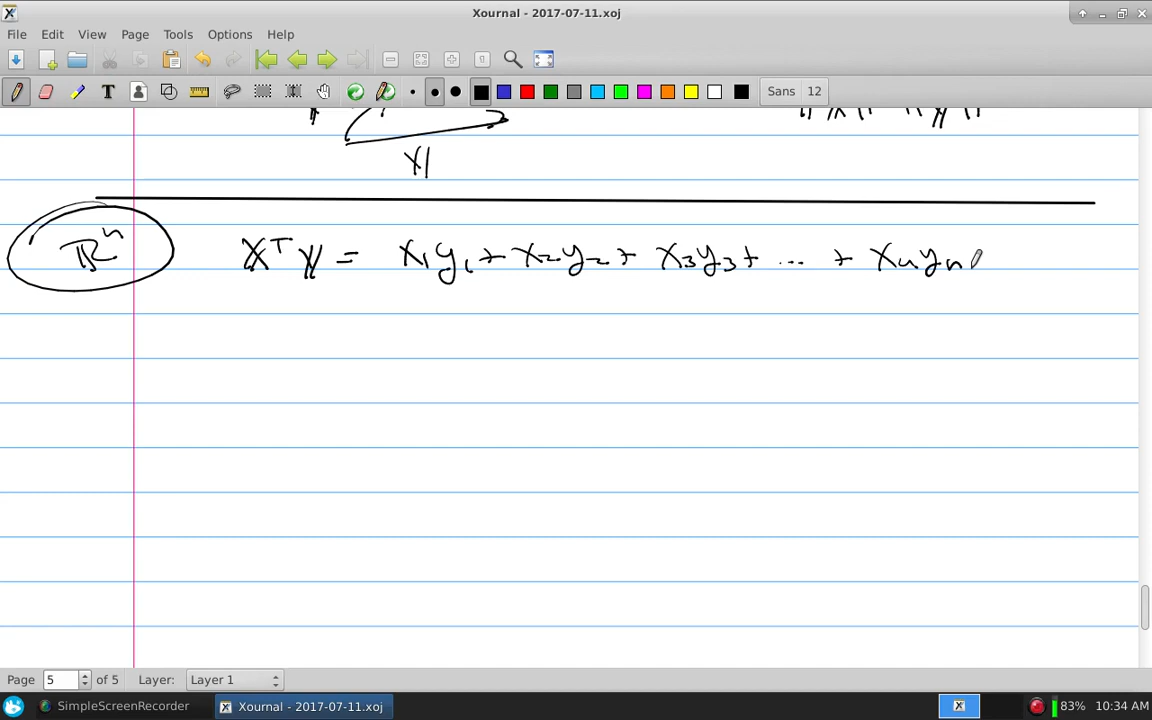 Xournal - 2017-07-11.xoj
File Edit View Page Tools Options Help
Sans 12
𝕏
ℝⁿ 𝕏ᵀ𝕐 = x₁y₁ + x₂y₂ + x₃y₃ + ... + xₙyₙ
Page 5 of 5 Layer: Layer 1
SimpleScreenRecorder Xournal - 2017-07-11.xoj 83% 10:34 AM